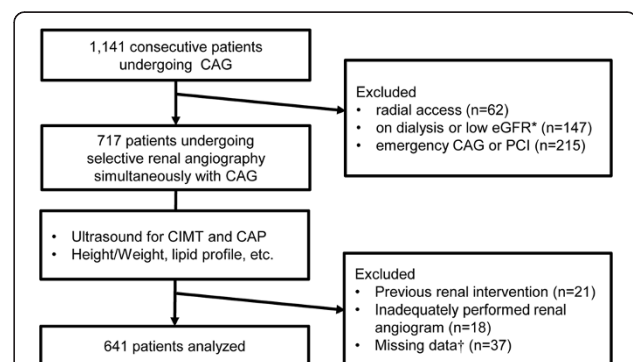 1,141 consecutive patients
undergoing CAG
Excluded
• radial access (n=62)
• on dialysis or low eGFR* (n=147)
• emergency CAG or PCI (n=215)
717 patients undergoing
selective renal angiography
simultaneously with CAG
• Ultrasound for CIMT and CAP
• Height/Weight, lipid profile, etc.
Excluded
• Previous renal intervention (n=21)
• Inadequately performed renal
angiogram (n=18)
• Missing data† (n=37)
641 patients analyzed